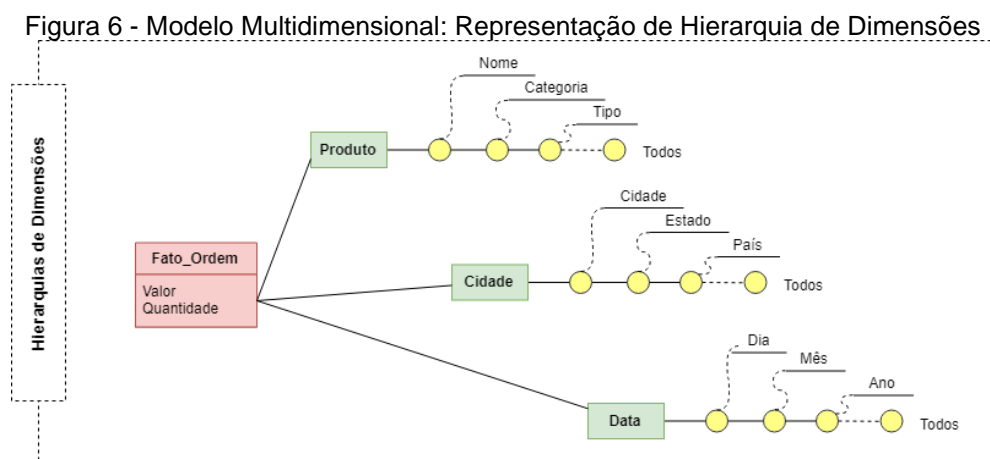 Figura 6 - Modelo Multidimensional: Representação de Hierarquia de Dimensões
Hierarquias de Dimensões
Nome
Categoria
Tipo
Produto
Todos
Cidade
Estado
País
Cidade
Todos
Fato_Ordem
Valor
Quantidade
Dia
Mês
Ano
Data
Todos